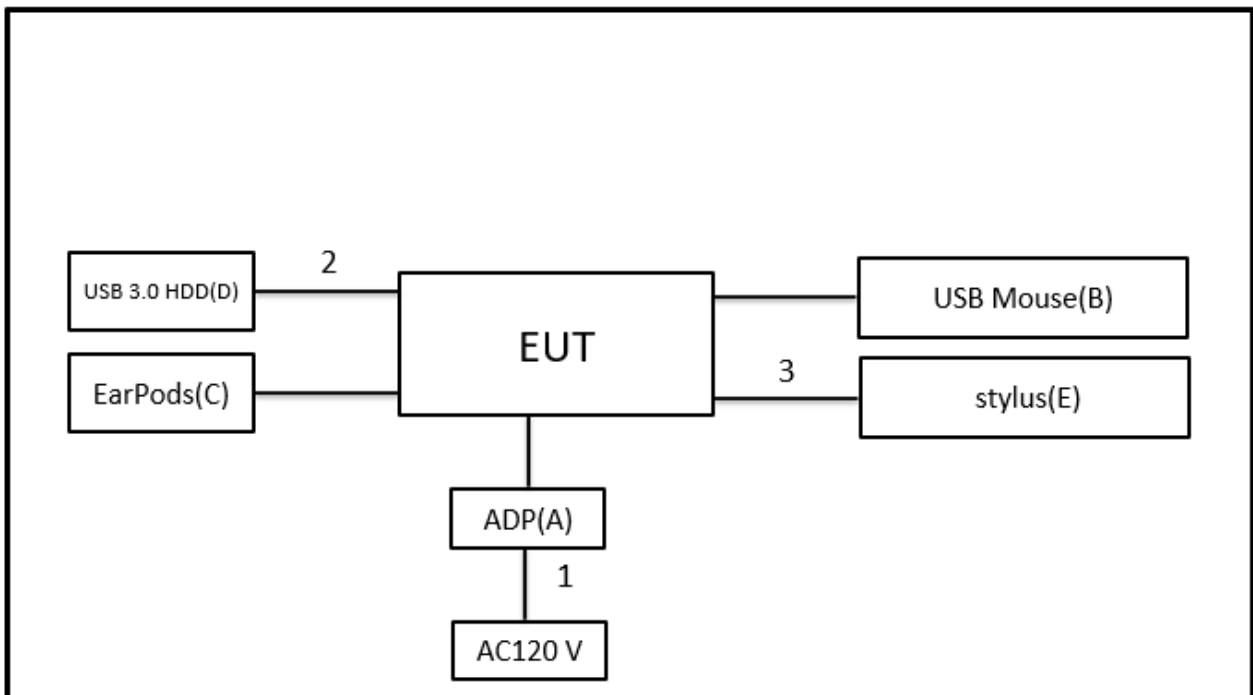 2
USB 3.0 HDD(D)
EUT
USB Mouse(B)
EarPods(C)
3
stylus(E)
ADP(A)
1
AC120 V